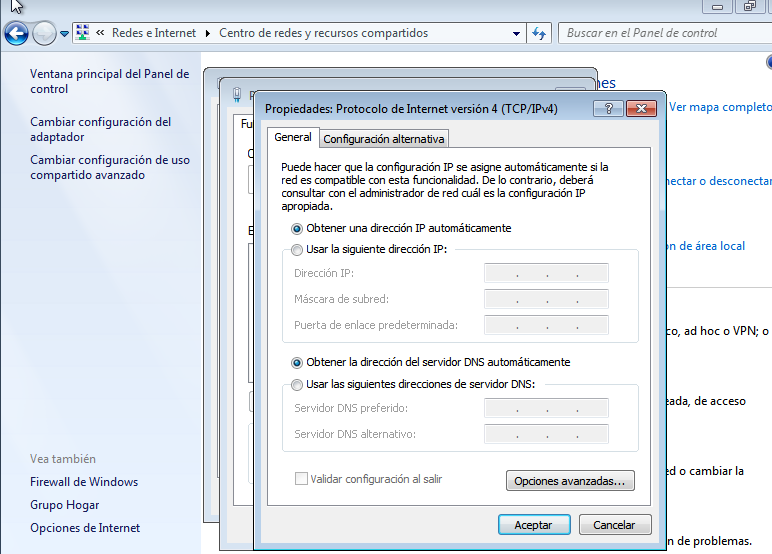 « Redes e Internet Centro de redes y recursos compartidos
Buscar en el Panel de control
Ventana principal del Panel de
control
Cambiar configuración del
adaptador
Cambiar configuración de uso
compartido avanzado
Vea también
Firewall de Windows
Grupo Hogar
Opciones de Internet
Propiedades: Protocolo de Internet versión 4 (TCP/IPv4)
General Configuración alternativa
Puede hacer que la configuración IP se asigne automáticamente si la
red es compatible con esta funcionalidad. De lo contrario, deberá
consultar con el administrador de red cuál es la configuración IP
apropiada.
Obtener una dirección IP automáticamente
Usar la siguiente dirección IP:
Dirección IP:
Máscara de subred:
Puerta de enlace predeterminada:
Obtener la dirección del servidor DNS automáticamente
Usar las siguientes direcciones de servidor DNS:
Servidor DNS preferido:
Servidor DNS alternativo:
Validar configuración al salir
Opciones avanzadas...
Aceptar Cancelar
nes
Ver mapa completo
nectar o desconectar
n de área local
co, ad hoc o VPN; o
eada, de acceso
ed o cambiar la
n de problemas.